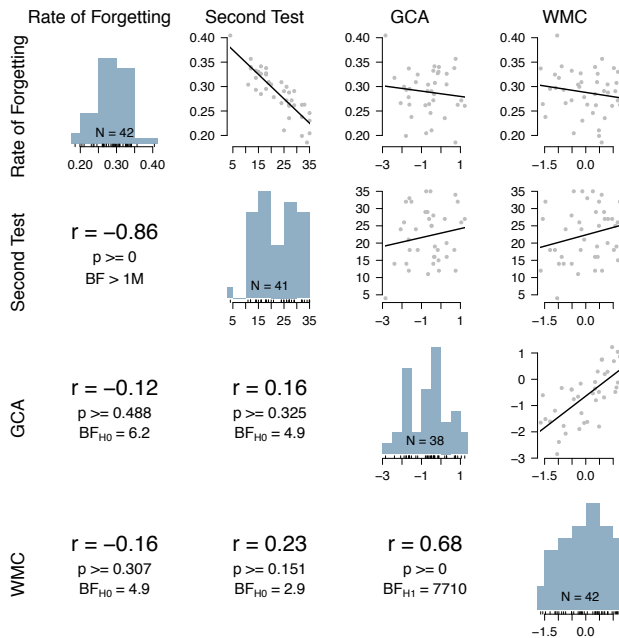 Rate of Forgetting Second Test GCA WMC
Rate of Forgetting
N = 42
0.20 0.30 0.40
0.40
0.35
0.30
0.25
0.20
5 15 25 35
0.40
0.35
0.30
0.25
0.20
−3 −1 1
0.40
0.35
0.30
0.25
0.20
−1.5 0.0
Second Test
r = −0.86
p >= 0
BF > 1M
N = 41
5 15 25 35
35
30
25
20
15
10
5
−3 −1 1
35
30
25
20
15
10
5
−1.5 0.0
GCA
r = −0.12
p >= 0.488
BFH0 = 6.2
r = 0.16
p >= 0.325
BFH0 = 4.9
N = 38
−3 −1 1
1
0
−1
−2
−3
−1.5 0.0
WMC
r = −0.16
p >= 0.307
BFH0 = 4.9
r = 0.23
p >= 0.151
BFH0 = 2.9
r = 0.68
p >= 0
BFH1 = 7710
N = 42
−1.5 0.0